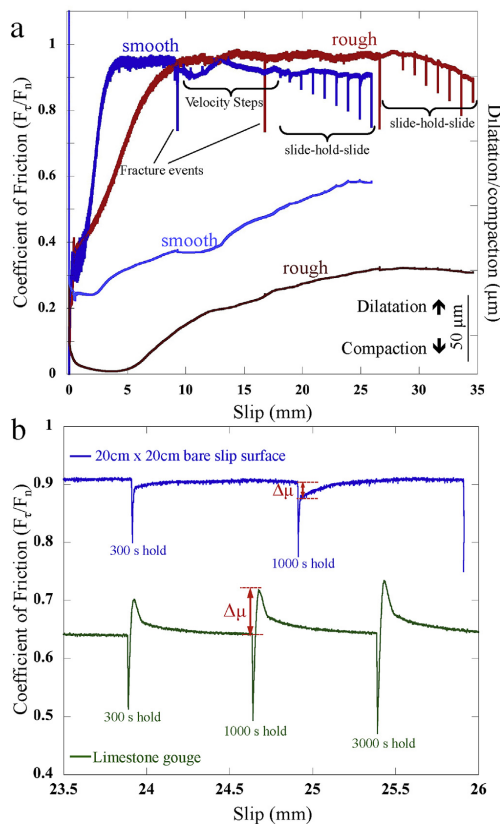 a
1
0.8
0.6
0.4
0.2
0
Coefficient of Friction (Fτ/Fn)
smooth
rough
Velocity Steps
Fracture events
slide-hold-slide
slide-hold-slide
smooth
rough
Dilatation
Compaction
50 μm
Dilatation/compaction
(μm)
0 5 10 15 20 25 30 35
Slip (mm)
b
1
0.9
0.8
0.7
0.6
0.5
0.4
Coefficient of Friction (Fτ/Fn)
20cm x 20cm bare slip surface
Δμ
300 s hold
1000 s hold
Δμ
300 s hold
1000 s hold
3000 s hold
Limestone gouge
23.5 24 24.5 25 25.5 26
Slip (mm)